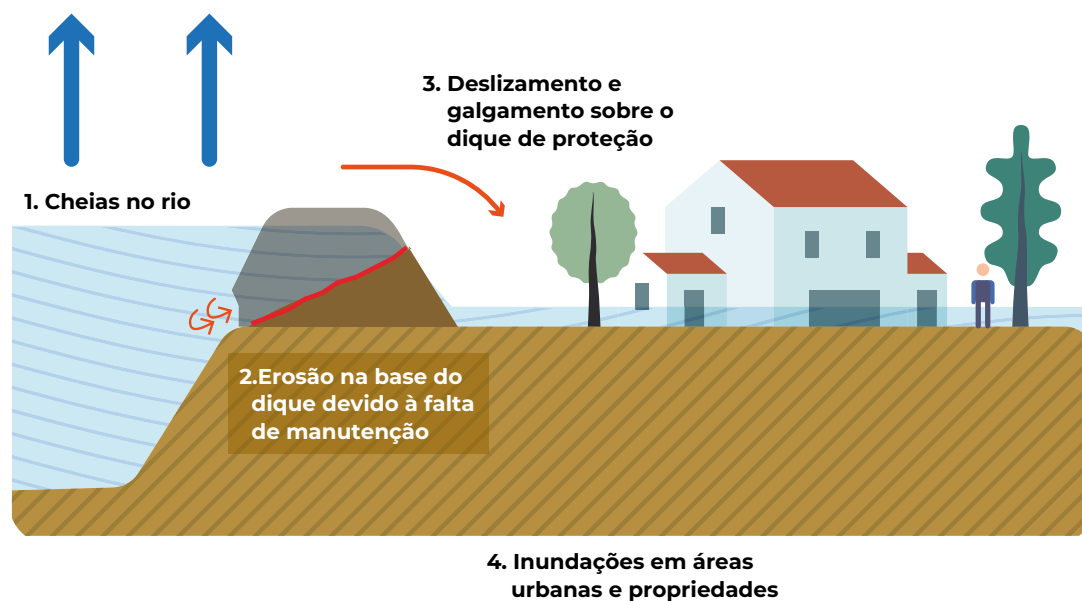 1. Cheias no rio
2.Erosão na base do
dique devido à falta
de manutenção
3. Deslizamento e
galgamento sobre o
dique de proteção
4. Inundações em áreas
urbanas e propriedades